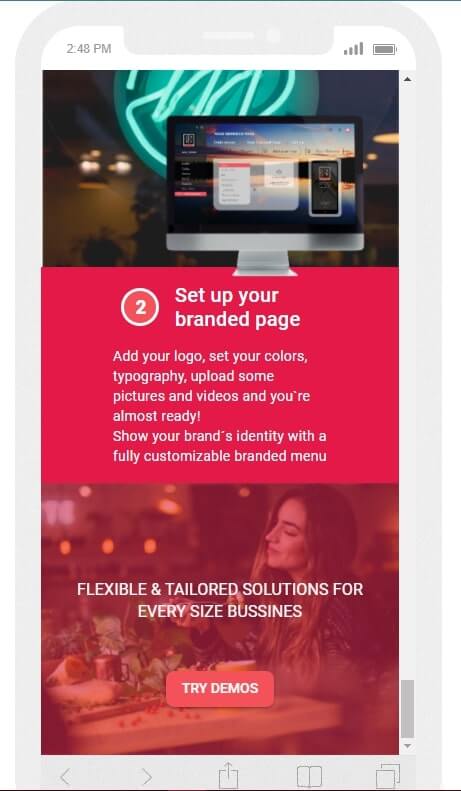 2:48 PM
2
Set up your
branded page
Add your logo, set your colors,
typography, upload some
pictures and videos and you`re
almost ready!
Show your brand´s identity with a
fully customizable branded menu
FLEXIBLE & TAILORED SOLUTIONS FOR
EVERY SIZE BUSSINES
TRY DEMOS